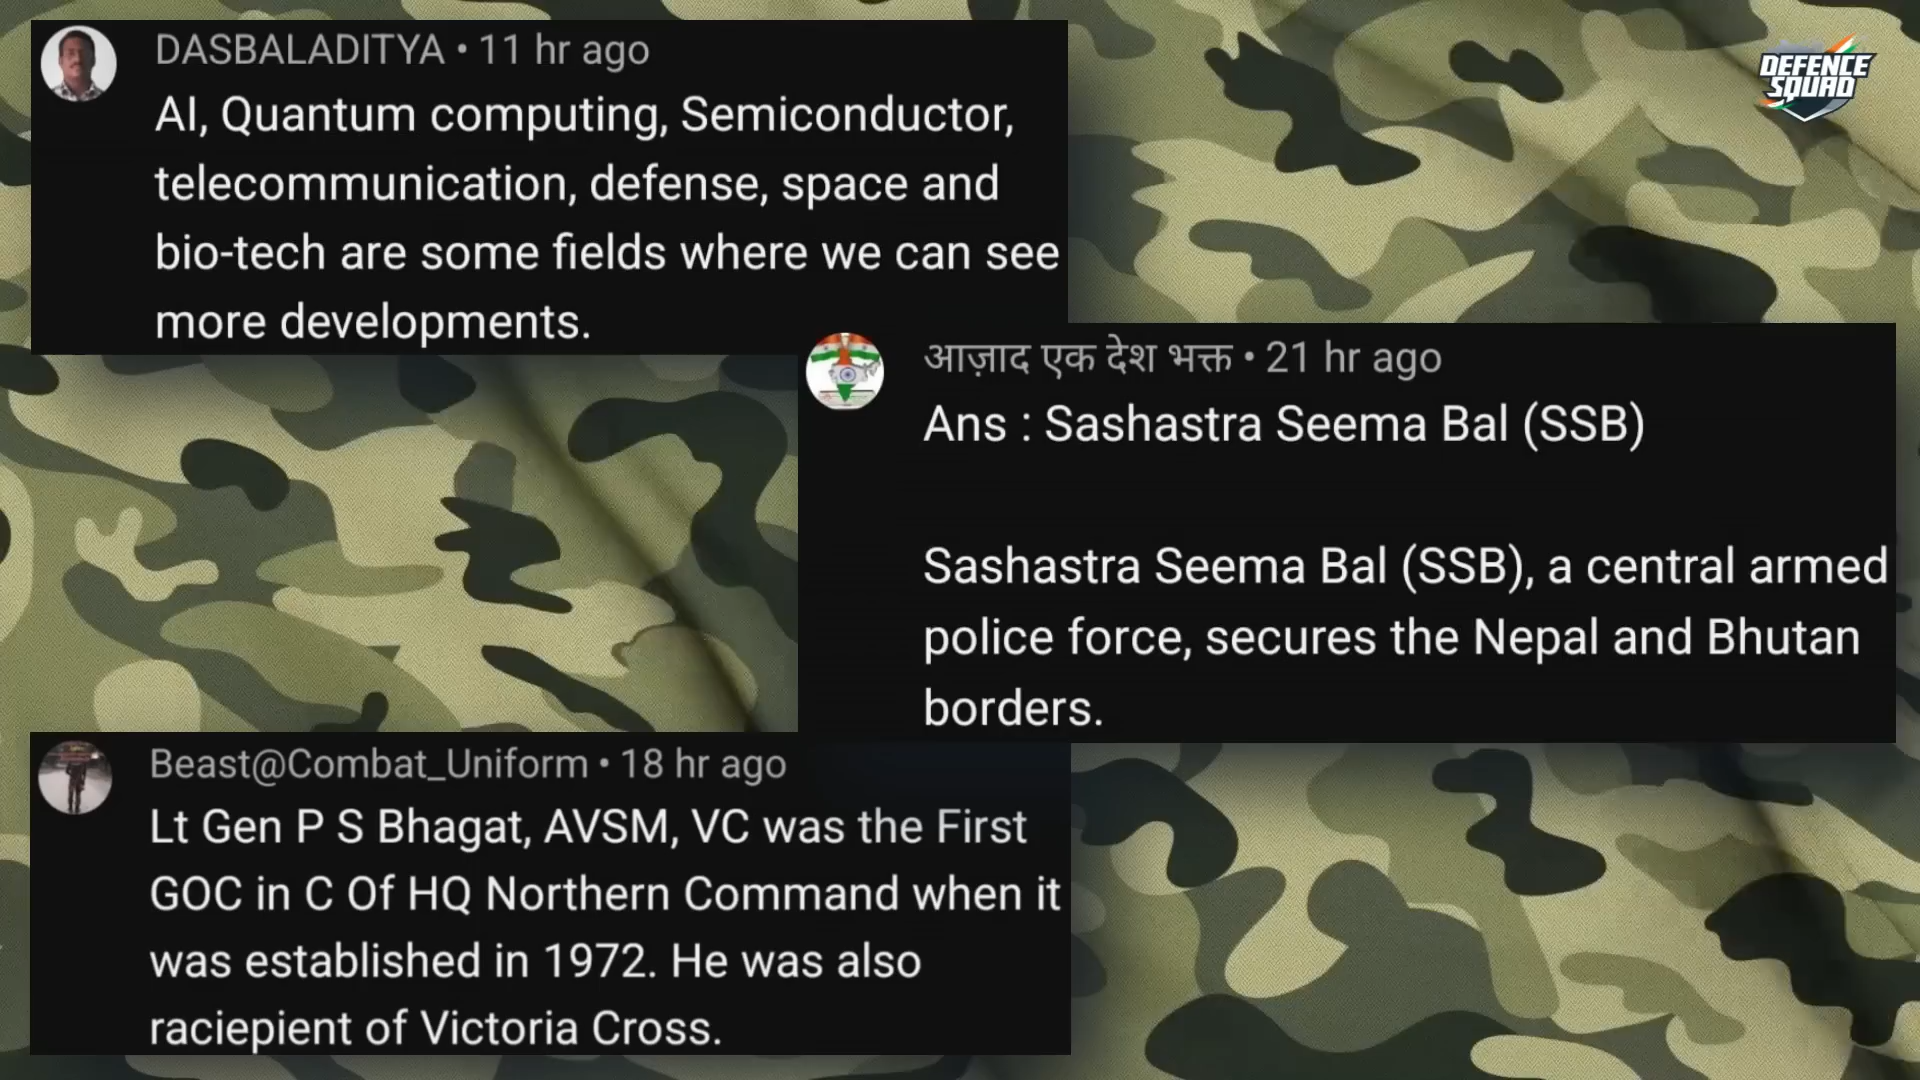 DASBALADITYA • 11 hr ago
AI, Quantum computing, Semiconductor,
telecommunication, defense, space and
bio-tech are some fields where we can see
more developments.
DEFENCE
SQUAD
आज़ाद एक देश भक्त • 21 hr ago
Ans : Sashastra Seema Bal (SSB)
Sashastra Seema Bal (SSB), a central armed
police force, secures the Nepal and Bhutan
borders.
Beast@Combat_Uniform • 18 hr ago
Lt Gen P S Bhagat, AVSM, VC was the First
GOC in C Of HQ Northern Command when it
was established in 1972. He was also
raciepient of Victoria Cross.